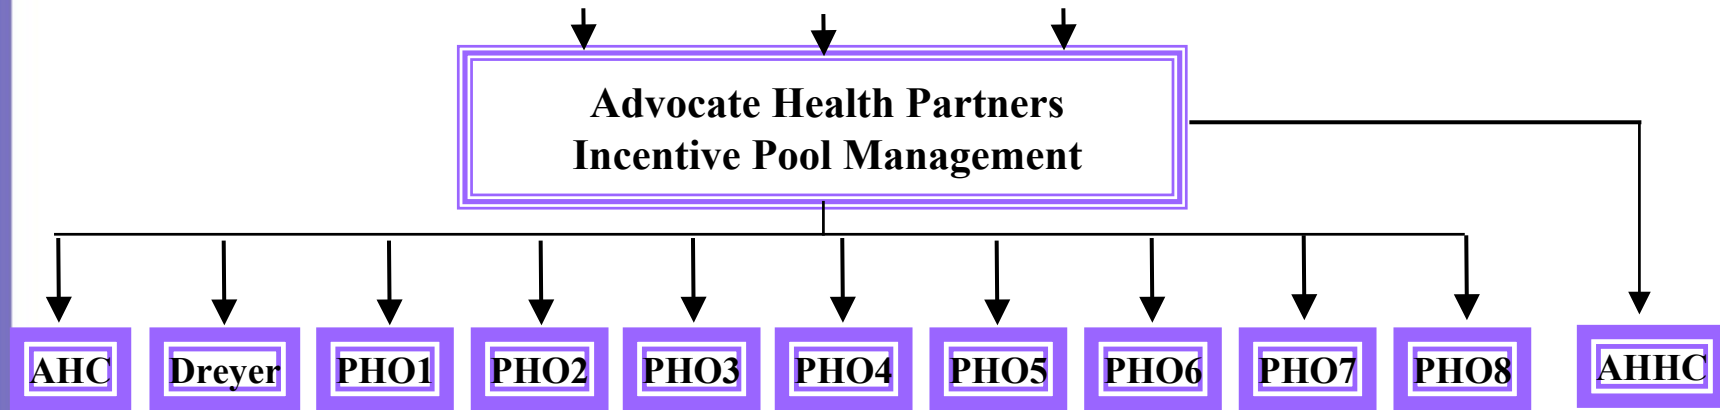 Advocate Health Partners
Incentive Pool Management
AHC Dreyer PHO1 PHO2 PHO3 PHO4 PHO5 PHO6 PHO7 PHO8 AHHC